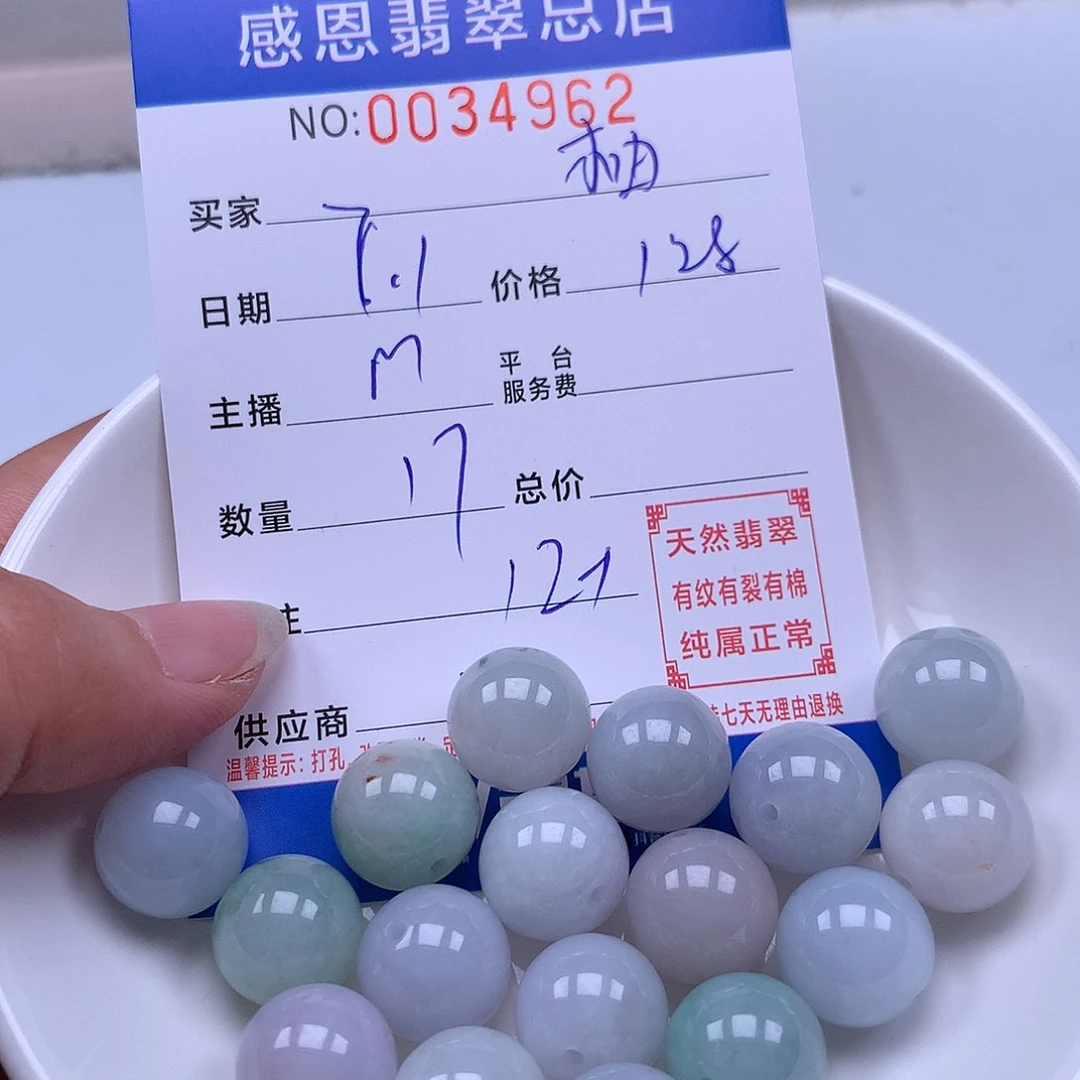 感恩翡翠总店
NO:0034962
买家 柚
日期 7.1 价格 128
主播 M 平台服务费
数量 17 总价
主 121
天然翡翠
有纹有裂有棉
纯属正常
供应商
温馨提示：打孔、 七天无理由退换